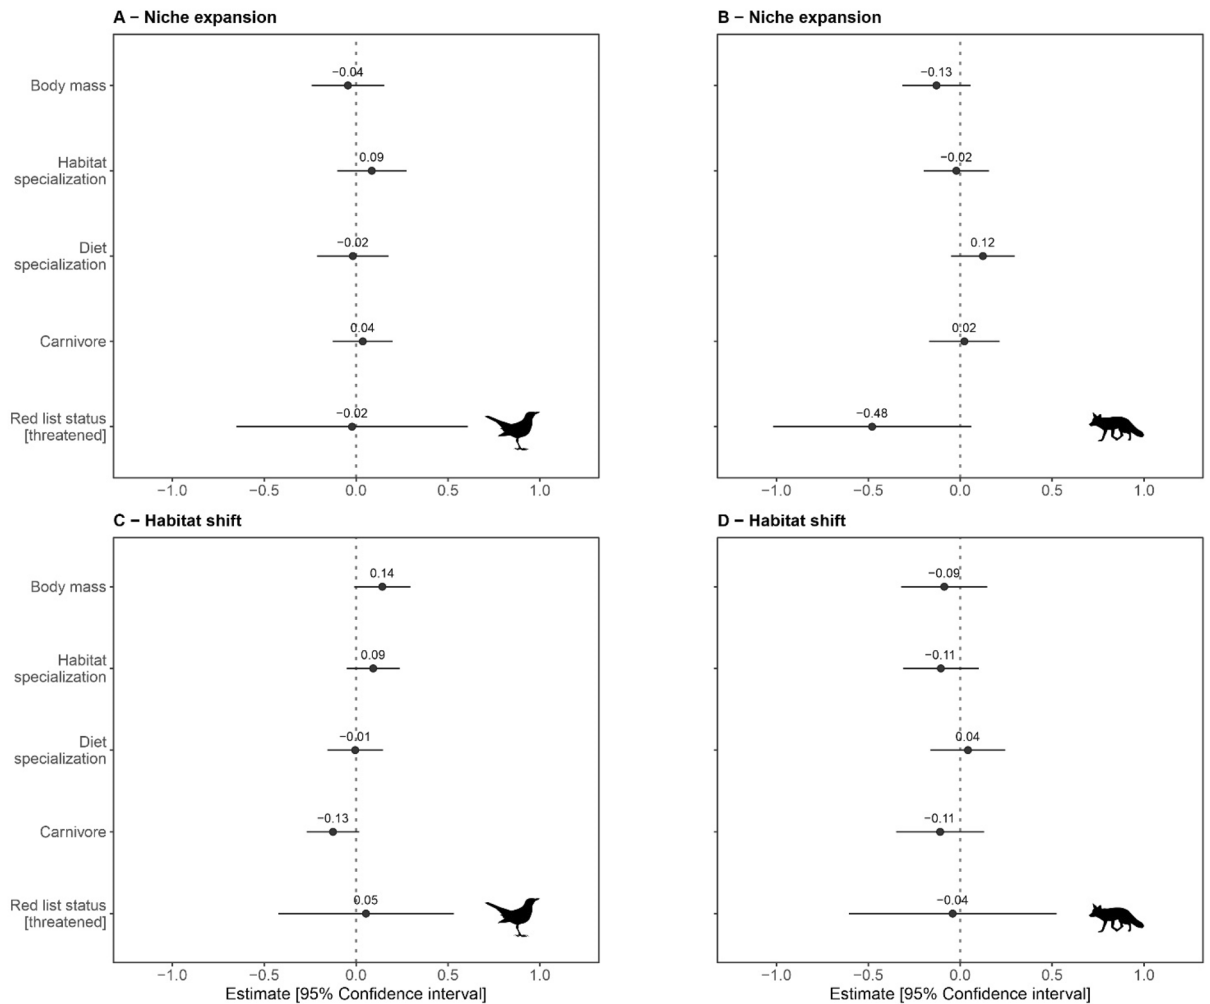 A − Niche expansion
Body mass
Habitat
specialization
Diet
specialization
Carnivore
Red list status
[threatened]
−0.04
0.09
−0.02
0.04
−0.02
−1.0 −0.5 0.0 0.5 1.0
B − Niche expansion
−0.13
−0.02
0.12
0.02
−0.48
−1.0 −0.5 0.0 0.5 1.0
C − Habitat shift
Body mass
Habitat
specialization
Diet
specialization
Carnivore
Red list status
[threatened]
0.14
0.09
−0.01
−0.13
0.05
−1.0 −0.5 0.0 0.5 1.0
Estimate [95% Confidence interval]
D − Habitat shift
−0.09
−0.11
0.04
−0.11
−0.04
−1.0 −0.5 0.0 0.5 1.0
Estimate [95% Confidence interval]